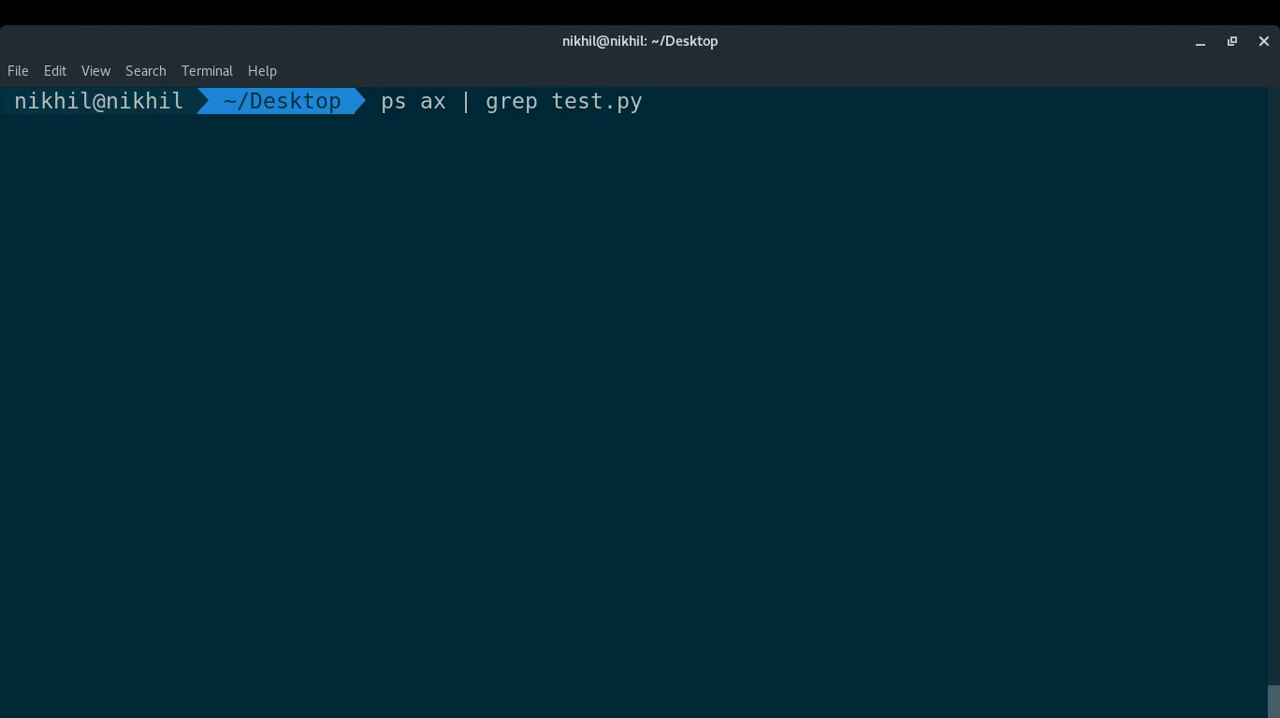 nikhil@nikhil: ~/Desktop
File Edit View Search Terminal Help
nikhil@nikhil ~/Desktop ps ax | grep test.py